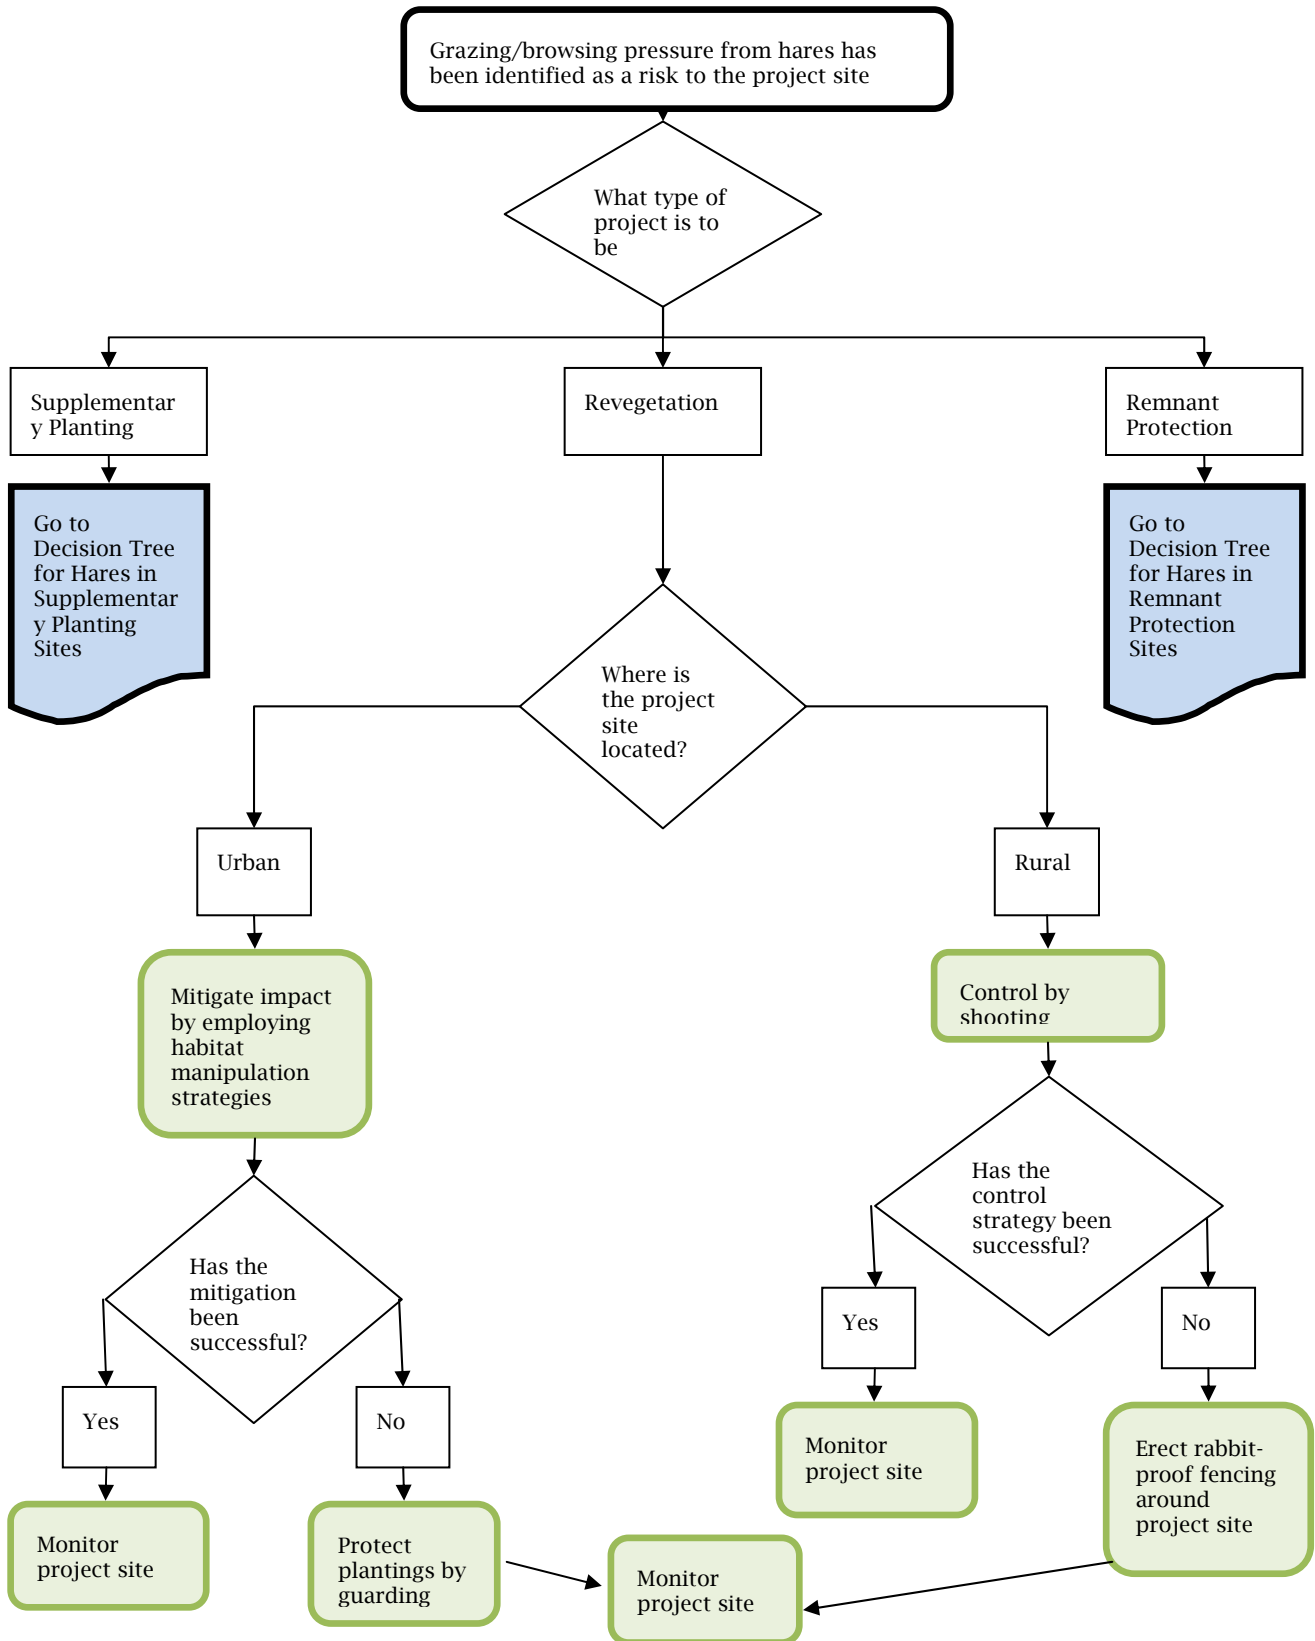 Grazing/browsing pressure from hares has
been identified as a risk to the project site
What type of
project is to
be
Supplementar
y Planting
Revegetation
Remnant
Protection
Go to
Decision Tree
for Hares in
Supplementar
y Planting
Sites
Go to
Decision Tree
for Hares in
Remnant
Protection
Sites
Where is
the project
site
located?
Urban
Rural
Mitigate impact
by employing
habitat
manipulation
strategies
Control by
shooting
Has the
mitigation
been
successful?
Has the
control
strategy been
successful?
Yes
No
Yes
No
Monitor
project site
Protect
plantings by
guarding
Monitor
project site
Monitor
project site
Erect rabbit-
proof fencing
around
project site